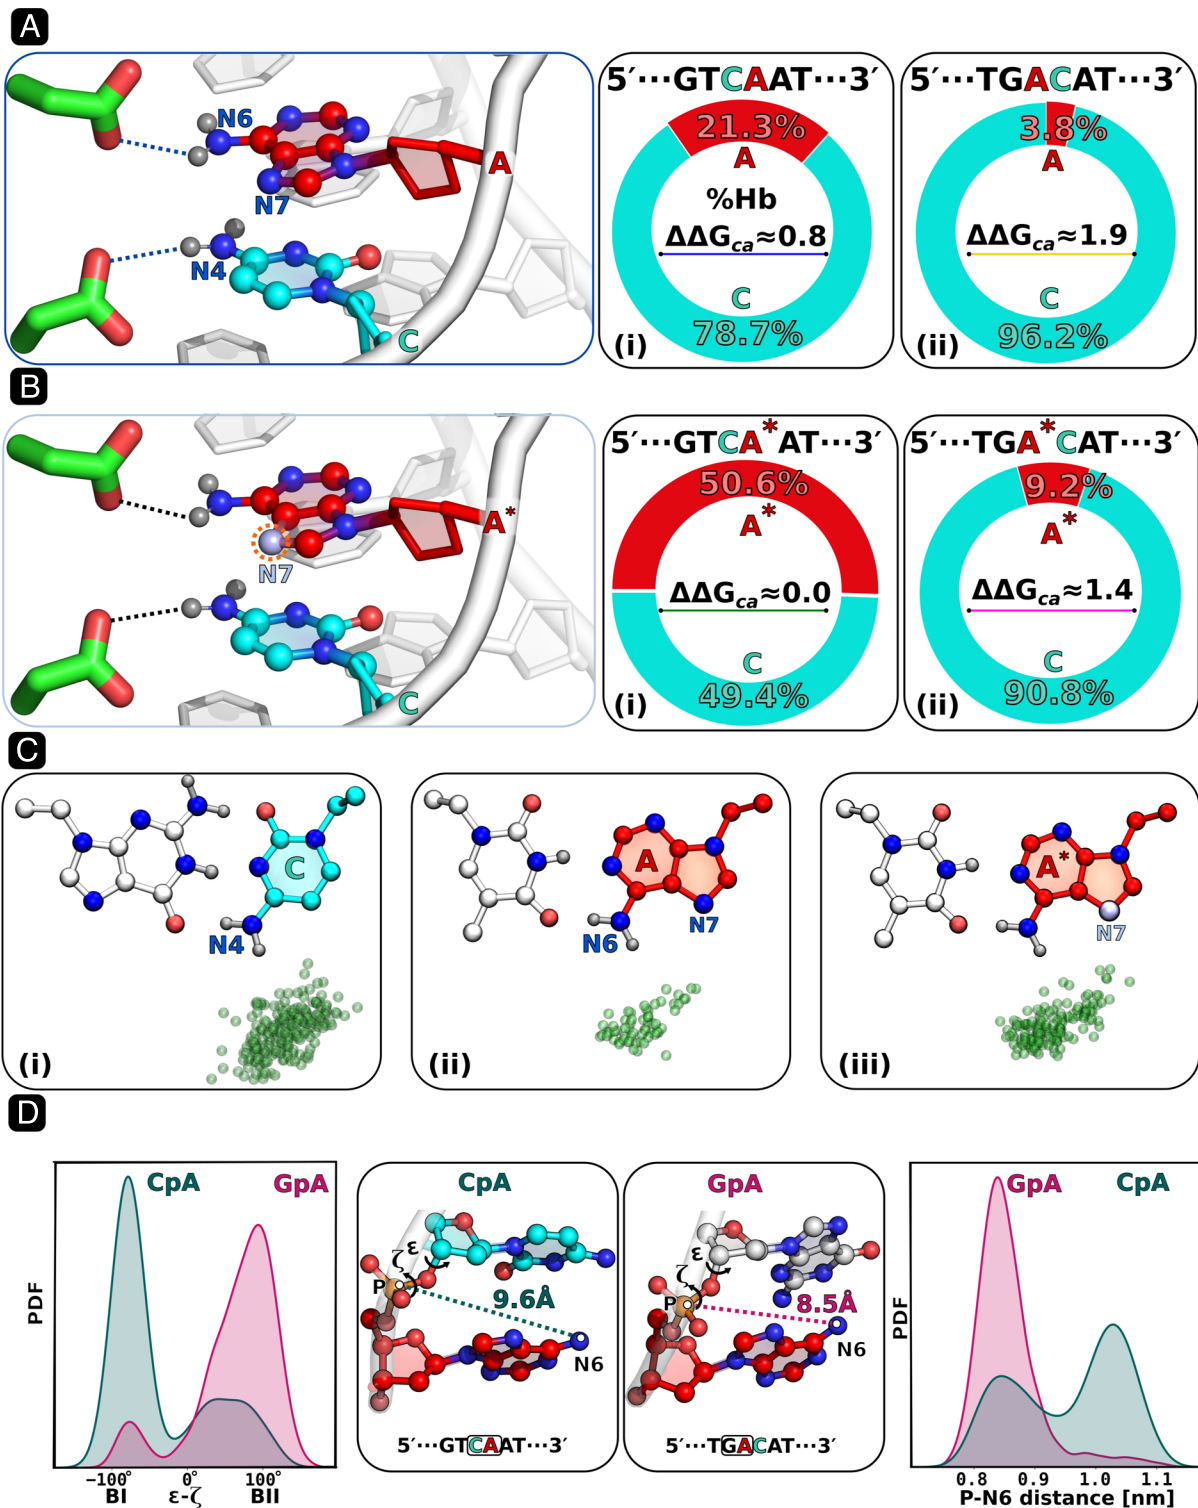 A
N6
N7
N4
A
C
5′···GTCAAT···3′
21.3%
A
%Hb
ΔΔGca≈0.8
C
78.7%
(i)
5′···TGACAT···3′
3.8%
A
ΔΔGca≈1.9
C
96.2%
(ii)
B
A*
N7
C
5′···GTCA*AT···3′
50.6%
A*
ΔΔGca≈0.0
C
49.4%
(i)
5′···TGA*CAT···3′
9.2%
A*
ΔΔGca≈1.4
C
90.8%
(ii)
C
C
N4
(i)
A
N6
N7
(ii)
A*
N7
(iii)
D
CpA
GpA
PDF
−100° 0° 100°
BI ε-ζ BII
CpA
ε
ζ
P
9.6Å
N6
5′···GTCAAT···3′
GpA
ε
ζ
P
8.5Å
N6
5′···TGACAT···3′
GpA
CpA
PDF
0.8 0.9 1.0 1.1
P-N6 distance [nm]